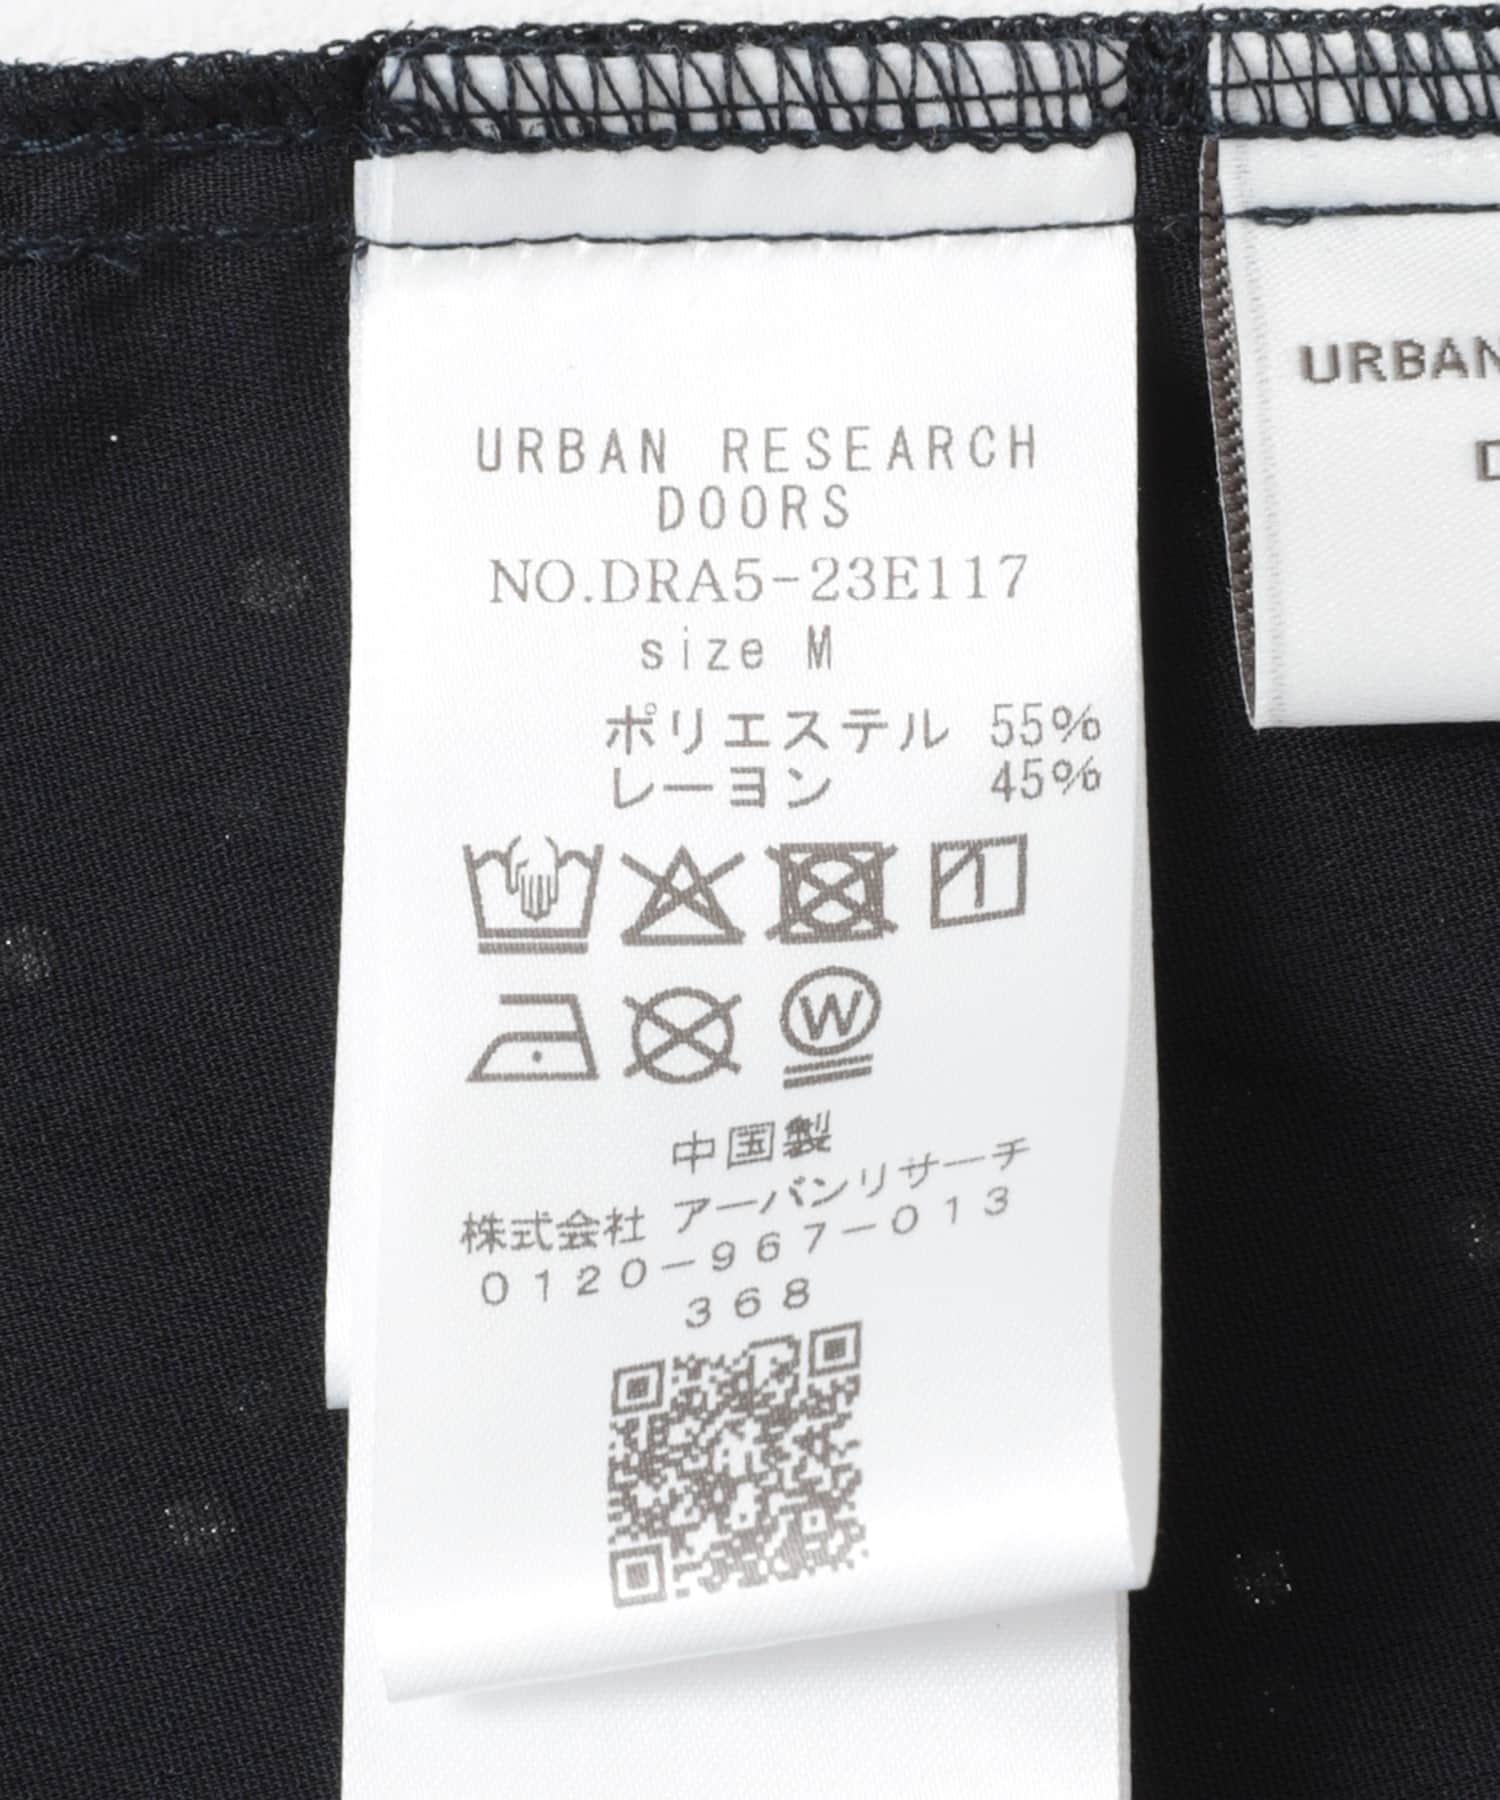 URBAN RESEARCH
DOORS
NO.DRA5-23E117
size M
ポリエステル 55%
レーヨン 45%
W
中国製
株式会社 アーバンリサーチ
0120-967-013
368
URBAN
D